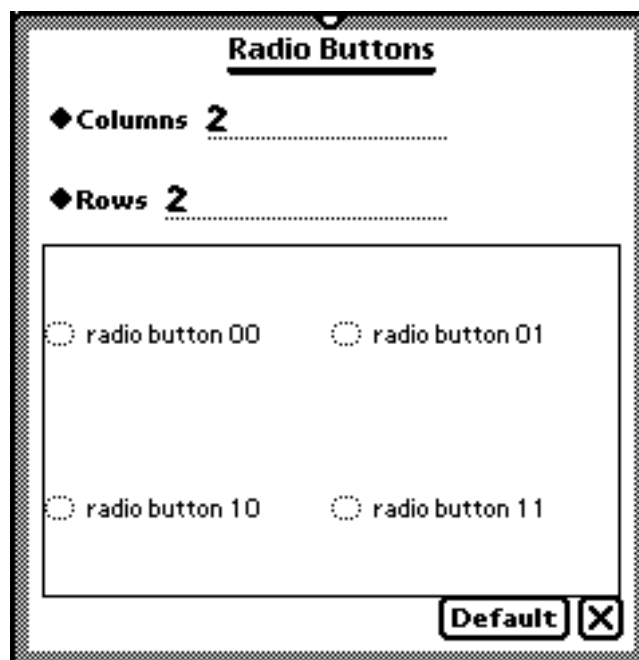 Radio Buttons
◆Columns 2
◆Rows 2
radio button 00 radio button 01
radio button 10 radio button 11
Default X